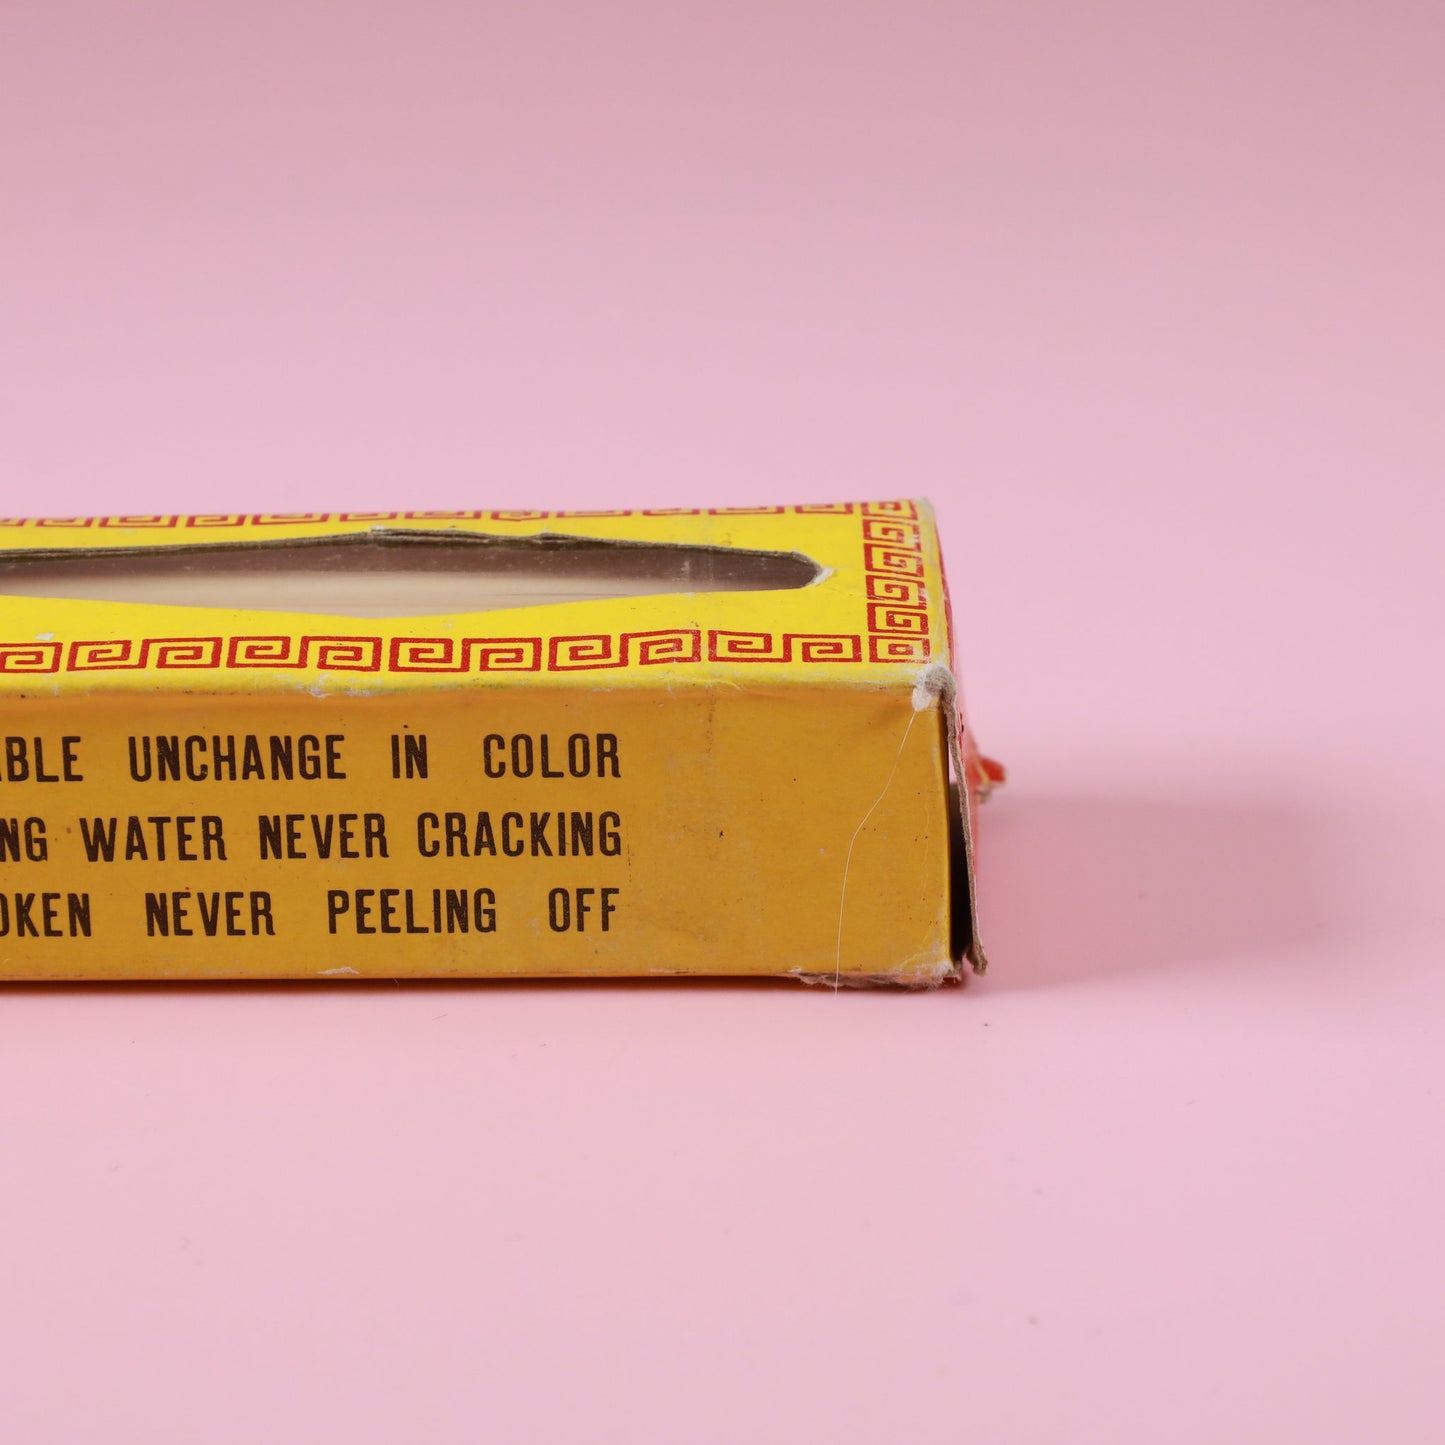 ABLE UNCHANGE IN COLOR
NG WATER NEVER CRACKING
OKEN NEVER PEELING OFF